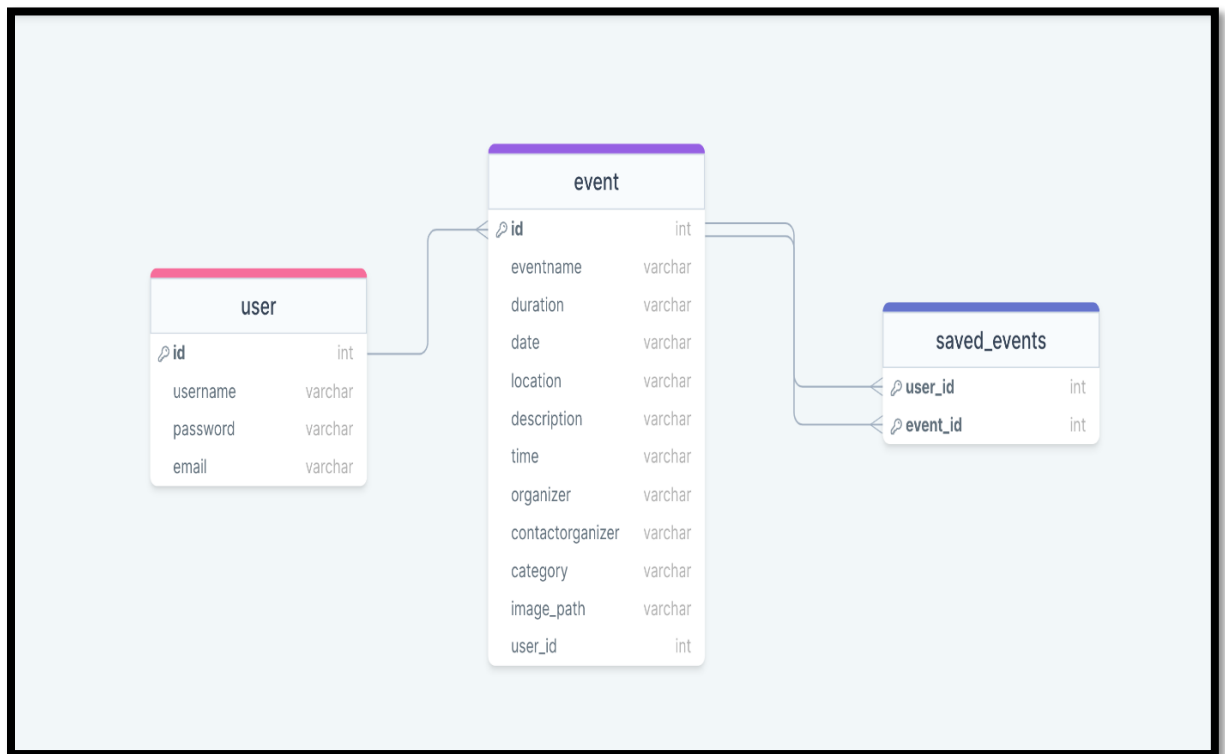 user
id int
username varchar
password varchar
email varchar
event
id int
eventname varchar
duration varchar
date varchar
location varchar
description varchar
time varchar
organizer varchar
contactorganizer varchar
category varchar
image_path varchar
user_id int
saved_events
user_id int
event_id int